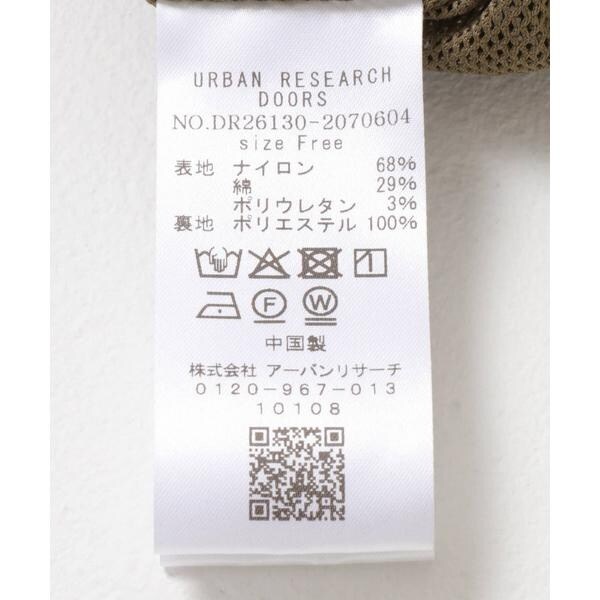 URBAN RESEARCH
DOORS
NO.DR26130-2070604
size Free
表地 ナイロン 68%
綿 29%
ポリウレタン 3%
裏地 ポリエステル 100%
F W
中国製
株式会社 アーバンリサーチ
0120-967-013
10108